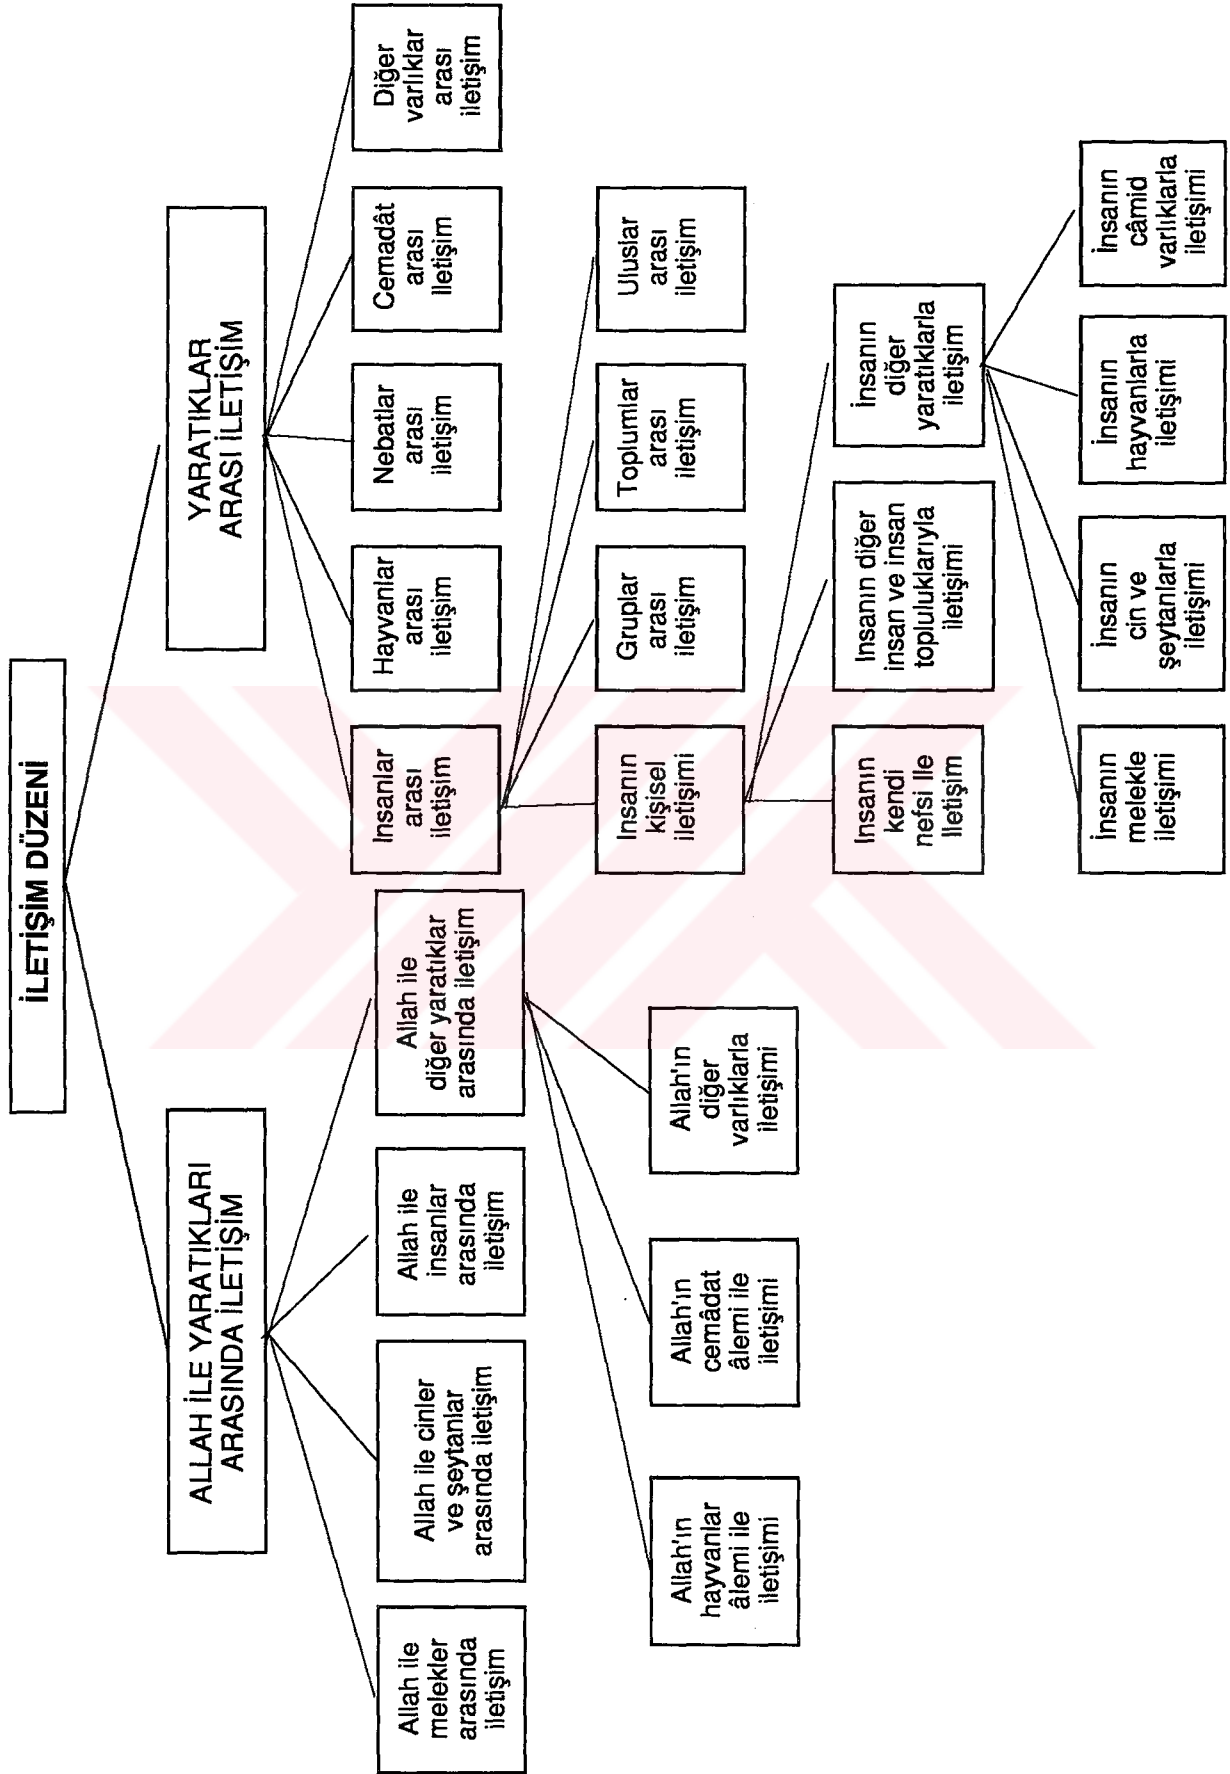 İLETİŞİM DÜZENİ
ALLAH İLE YARATIKLARI
ARASINDA İLETİŞİM
YARATIKLAR
ARASI İLETİŞİM
Allah ile
melekler
arasında
iletişim
Allah ile cinler
ve şeytanlar
arasında iletişim
Allah ile
insanlar
arasında
iletişim
Allah ile
diğer yaratıklar
arasında iletişim
Insanlar
arası
iletişim
Hayvanlar
arası
iletişim
Nebatlar
arası
iletişim
Cemadât
arası
iletişim
Diğer
varlıklar
arası
iletişim
Allah'ın
hayvanlar
âlemi ile
iletişimi
Allah'ın
cemâdat
âlemi ile
iletişimi
Allah'ın
diğer
varlıklarla
iletişimi
Insanın
kişisel
iletişimi
Gruplar
arası
iletişim
Toplumlar
arası
iletişim
Uluslar
arası
iletişim
Insanın
kendi
nefsi ile
iletişim
Insanın diğer
insan ve insan
topluluklarıyla
iletişimi
İnsanın
diğer
yaratıklarla
iletişim
İnsanın
melekle
iletişimi
İnsanın
cin ve
şeytanlarla
iletişimi
İnsanın
hayvanlarla
iletişimi
İnsanın
câmid
varlıklarla
iletişimi